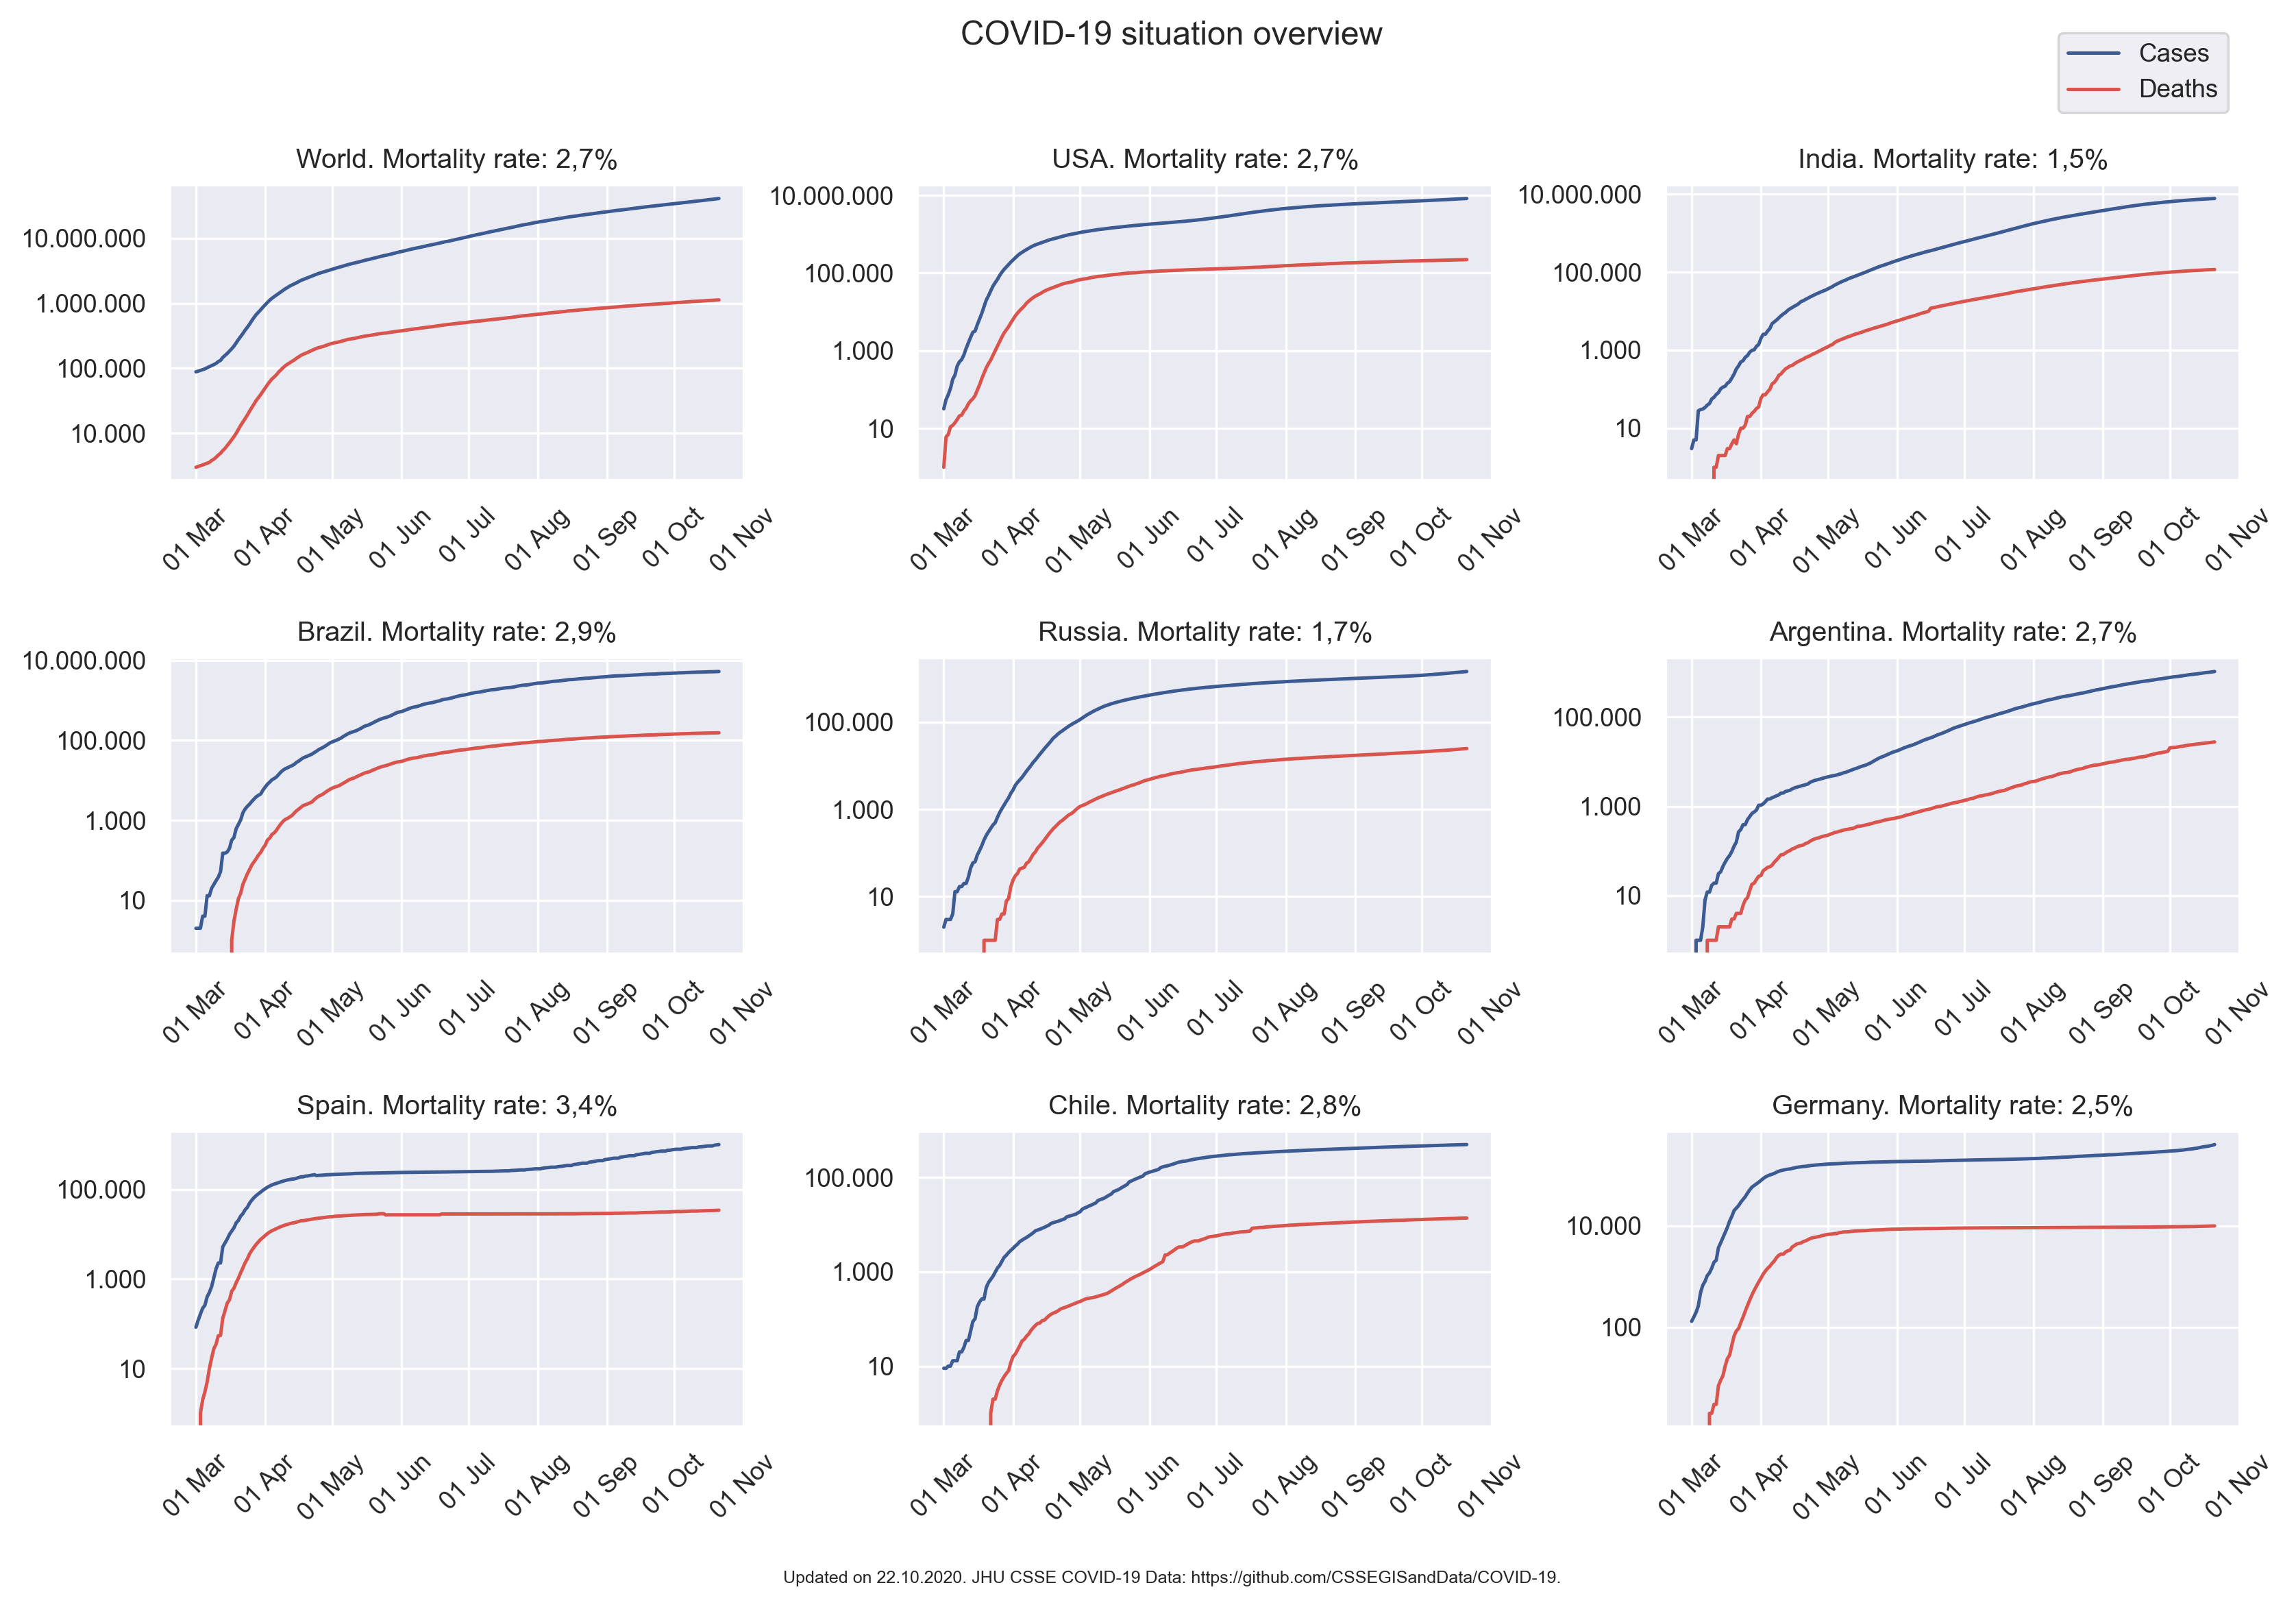 COVID-19 situation overview
Cases
Deaths
World. Mortality rate: 2,7%
10.000.000
1.000.000
100.000
10.000
01 Mar
01 Apr
01 May
01 Jun
01 Jul
01 Aug
01 Sep
01 Oct
01 Nov
USA. Mortality rate: 2,7%
10.000.000
100.000
1.000
10
01 Mar
01 Apr
01 May
01 Jun
01 Jul
01 Aug
01 Sep
01 Oct
01 Nov
India. Mortality rate: 1,5%
10.000.000
100.000
1.000
10
01 Mar
01 Apr
01 May
01 Jun
01 Jul
01 Aug
01 Sep
01 Oct
01 Nov
Brazil. Mortality rate: 2,9%
10.000.000
100.000
1.000
10
01 Mar
01 Apr
01 May
01 Jun
01 Jul
01 Aug
01 Sep
01 Oct
01 Nov
Russia. Mortality rate: 1,7%
100.000
1.000
10
01 Mar
01 Apr
01 May
01 Jun
01 Jul
01 Aug
01 Sep
01 Oct
01 Nov
Argentina. Mortality rate: 2,7%
100.000
1.000
10
01 Mar
01 Apr
01 May
01 Jun
01 Jul
01 Aug
01 Sep
01 Oct
01 Nov
Spain. Mortality rate: 3,4%
100.000
1.000
10
01 Mar
01 Apr
01 May
01 Jun
01 Jul
01 Aug
01 Sep
01 Oct
01 Nov
Chile. Mortality rate: 2,8%
100.000
1.000
10
01 Mar
01 Apr
01 May
01 Jun
01 Jul
01 Aug
01 Sep
01 Oct
01 Nov
Germany. Mortality rate: 2,5%
10.000
100
01 Mar
01 Apr
01 May
01 Jun
01 Jul
01 Aug
01 Sep
01 Oct
01 Nov
Updated on 22.10.2020. JHU CSSE COVID-19 Data: https://github.com/CSSEGISandData/COVID-19.